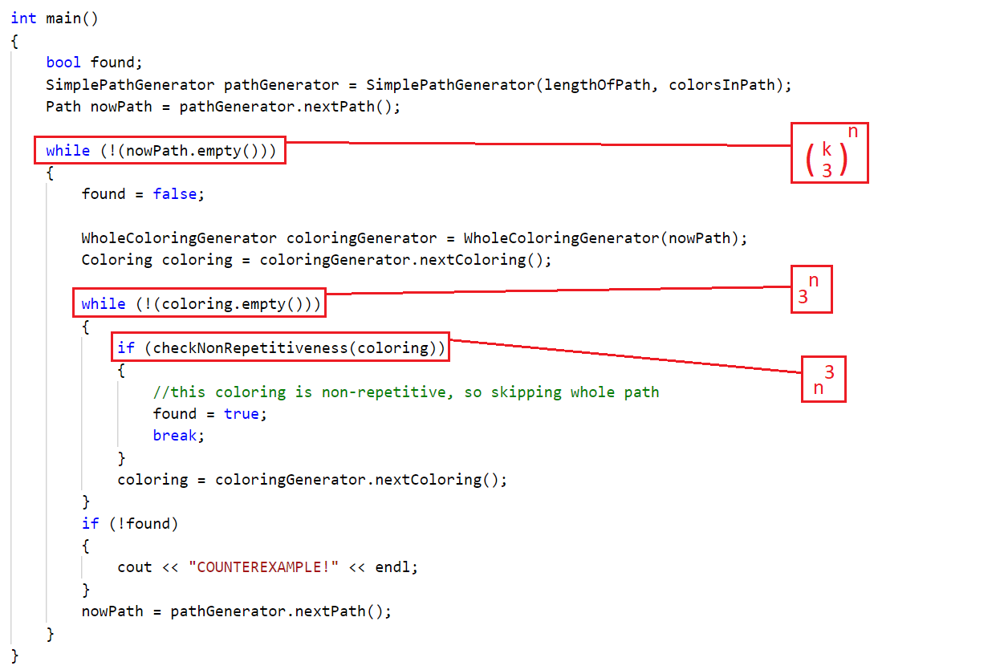 int main()
{
bool found;
SimplePathGenerator pathGenerator = SimplePathGenerator(lengthOfPath, colorsInPath);
Path nowPath = pathGenerator.nextPath();
while (!(nowPath.empty()))
n
( k
3 )
{
found = false;
WholeColoringGenerator coloringGenerator = WholeColoringGenerator(nowPath);
Coloring coloring = coloringGenerator.nextColoring();
while (!(coloring.empty()))
n
3
{
if (checkNonRepetitiveness(coloring))
3
n
{
//this coloring is non-repetitive, so skipping whole path
found = true;
break;
}
coloring = coloringGenerator.nextColoring();
}
if (!found)
{
cout << "COUNTEREXAMPLE!" << endl;
}
nowPath = pathGenerator.nextPath();
}
}